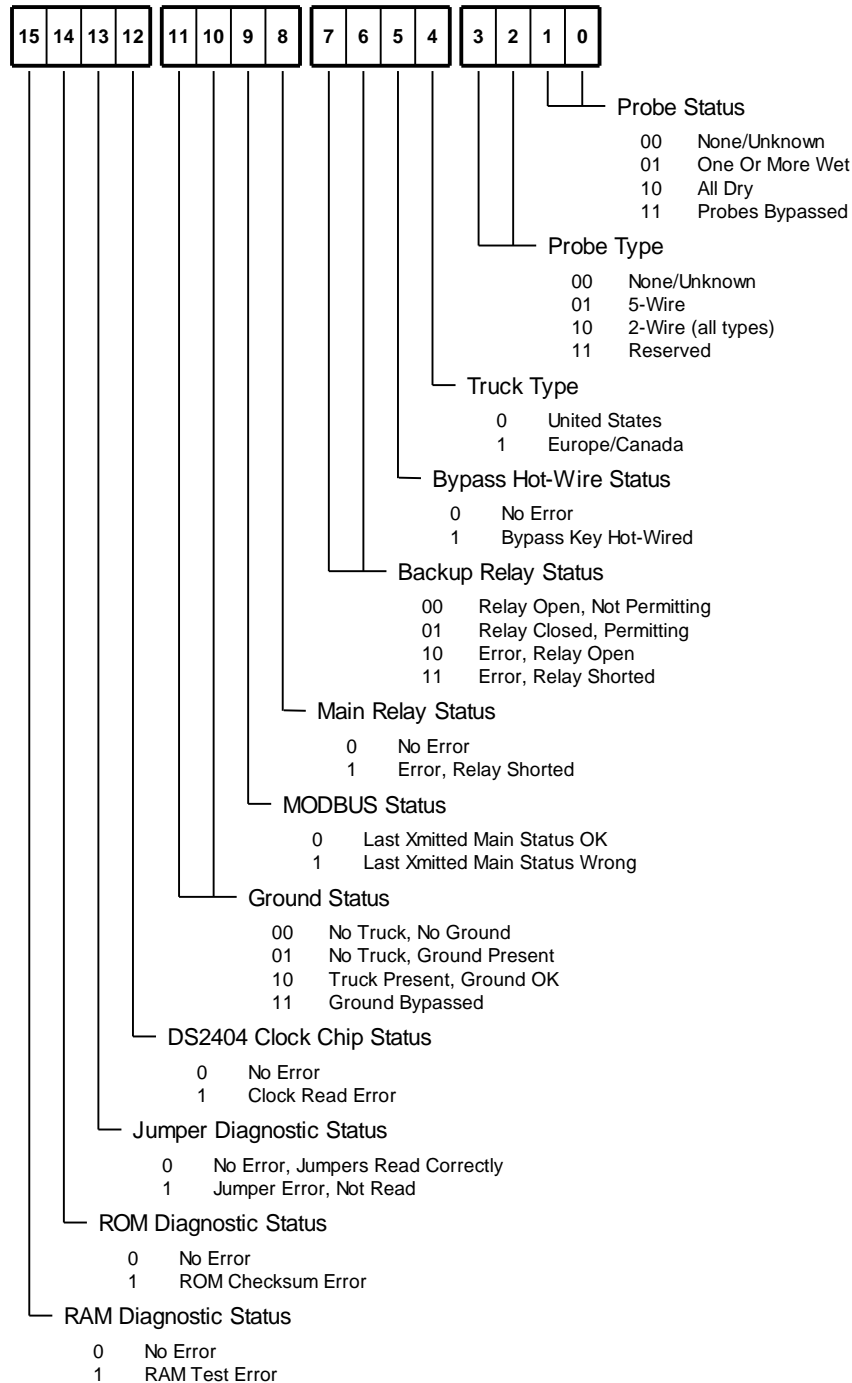 15 14 13 12 11 10 9 8 7 6 5 4 3 2 1 0
Probe Status
00 None/Unknown
01 One Or More Wet
10 All Dry
11 Probes Bypassed
Probe Type
00 None/Unknown
01 5-Wire
10 2-Wire (all types)
11 Reserved
Truck Type
0 United States
1 Europe/Canada
Bypass Hot-Wire Status
0 No Error
1 Bypass Key Hot-Wired
Backup Relay Status
00 Relay Open, Not Permitting
01 Relay Closed, Permitting
10 Error, Relay Open
11 Error, Relay Shorted
Main Relay Status
0 No Error
1 Error, Relay Shorted
MODBUS Status
0 Last Xmitted Main Status OK
1 Last Xmitted Main Status Wrong
Ground Status
00 No Truck, No Ground
01 No Truck, Ground Present
10 Truck Present, Ground OK
11 Ground Bypassed
DS2404 Clock Chip Status
0 No Error
1 Clock Read Error
Jumper Diagnostic Status
0 No Error, Jumpers Read Correctly
1 Jumper Error, Not Read
ROM Diagnostic Status
0 No Error
1 ROM Checksum Error
RAM Diagnostic Status
0 No Error
1 RAM Test Error